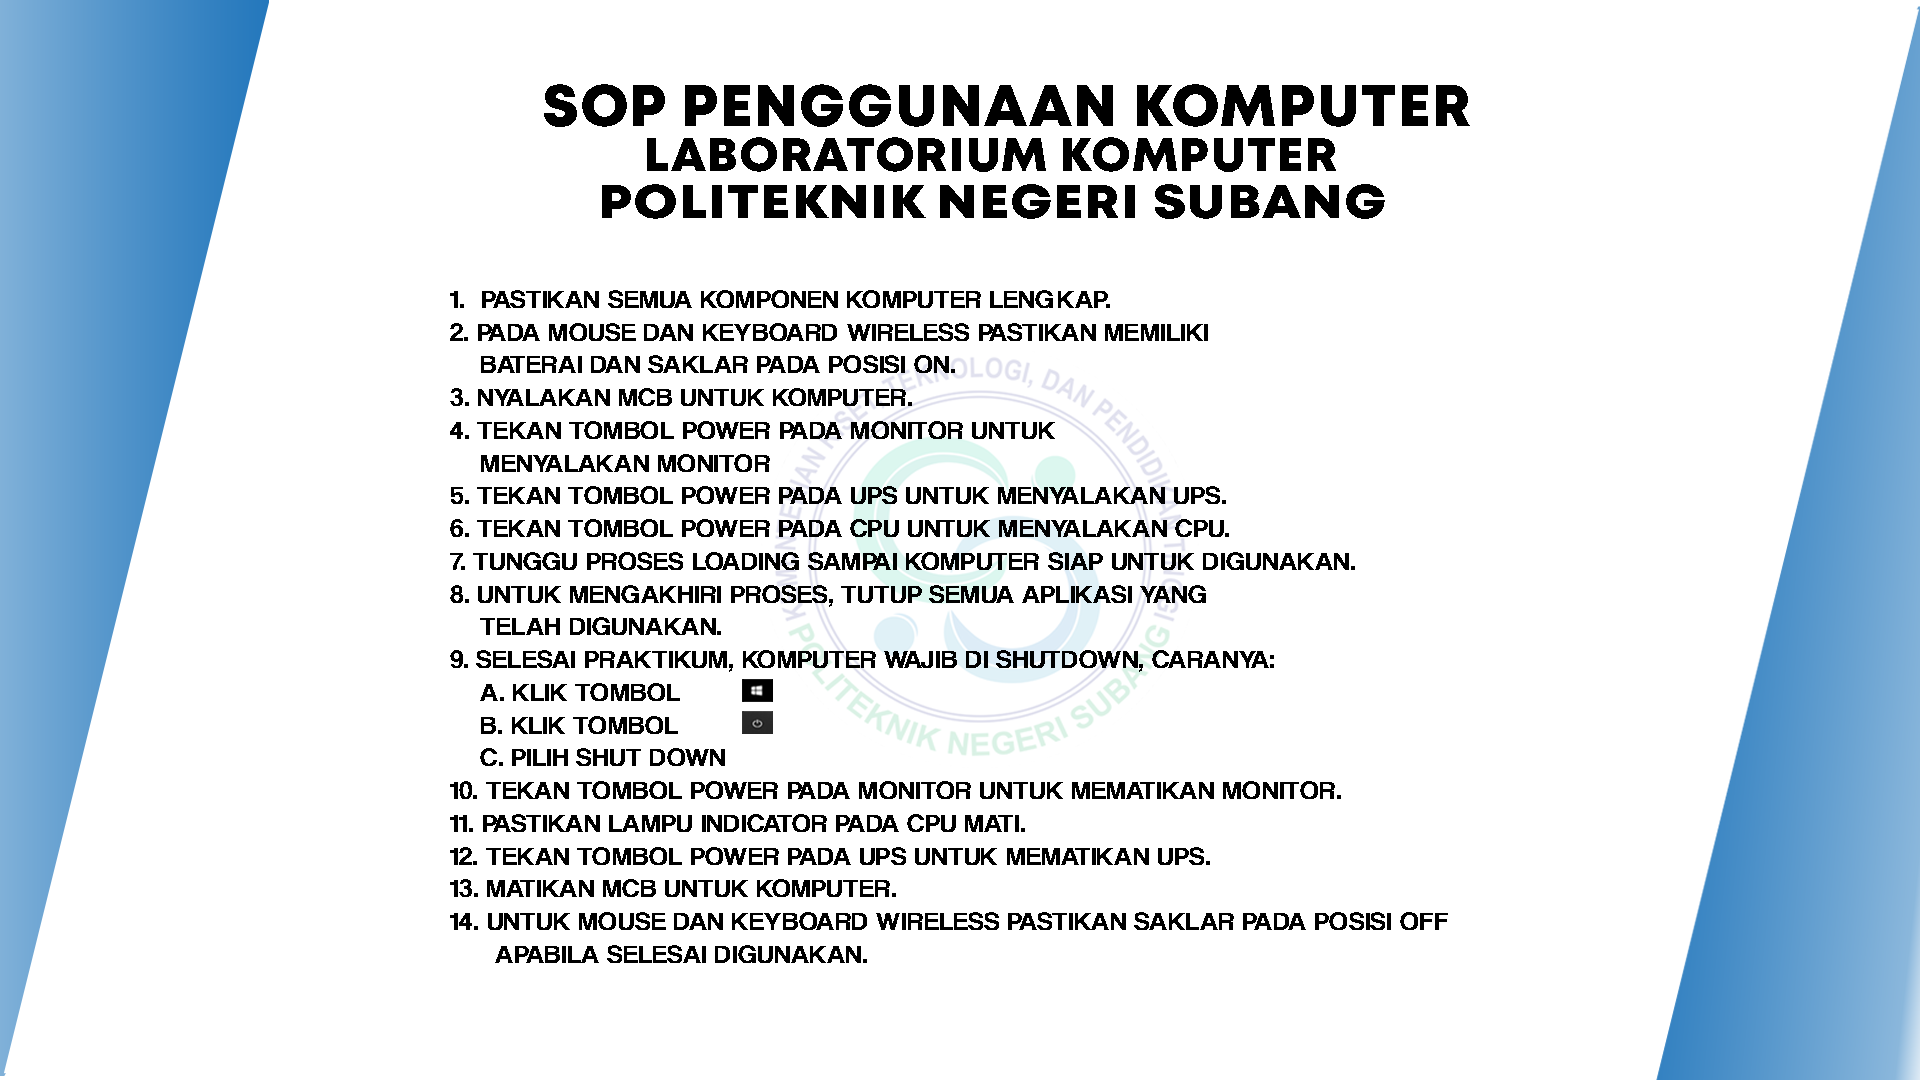 SOP PENGGUNAAN KOMPUTER
LABORATORIUM KOMPUTER
POLITEKNIK NEGERI SUBANG
1. PASTIKAN SEMUA KOMPONEN KOMPUTER LENGKAP.
2. PADA MOUSE DAN KEYBOARD WIRELESS PASTIKAN MEMILIKI
BATERAI DAN SAKLAR PADA POSISI ON.
3. NYALAKAN MCB UNTUK KOMPUTER.
4. TEKAN TOMBOL POWER PADA MONITOR UNTUK
MENYALAKAN MONITOR
5. TEKAN TOMBOL POWER PADA UPS UNTUK MENYALAKAN UPS.
6. TEKAN TOMBOL POWER PADA CPU UNTUK MENYALAKAN CPU.
7. TUNGGU PROSES LOADING SAMPAI KOMPUTER SIAP UNTUK DIGUNAKAN.
8. UNTUK MENGAKHIRI PROSES, TUTUP SEMUA APLIKASI YANG
TELAH DIGUNAKAN.
9. SELESAI PRAKTIKUM, KOMPUTER WAJIB DI SHUTDOWN, CARANYA:
A. KLIK TOMBOL
B. KLIK TOMBOL
C. PILIH SHUT DOWN
10. TEKAN TOMBOL POWER PADA MONITOR UNTUK MEMATIKAN MONITOR.
11. PASTIKAN LAMPU INDICATOR PADA CPU MATI.
12. TEKAN TOMBOL POWER PADA UPS UNTUK MEMATIKAN UPS.
13. MATIKAN MCB UNTUK KOMPUTER.
14. UNTUK MOUSE DAN KEYBOARD WIRELESS PASTIKAN SAKLAR PADA POSISI OFF
APABILA SELESAI DIGUNAKAN.
TEKNOLOGI, DAN PENDIDIKAN TINGGI
POLITEKNIK NEGERI SUBANG